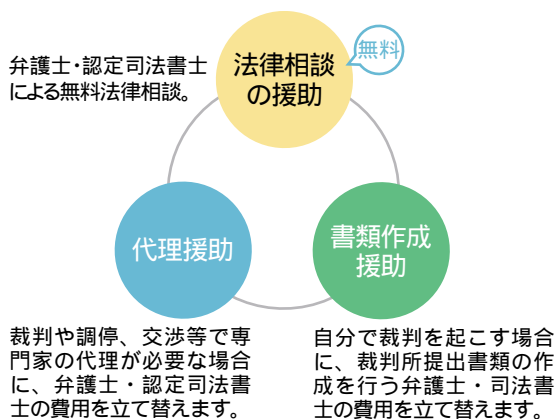 弁護士・認定司法書士
による無料法律相談。
法律相談
の援助
無料
代理援助
書類作成
援助
裁判や調停、交渉等で専
門家の代理が必要な場合
に、弁護士・認定司法書
士の費用を立て替えます。
自分で裁判を起こす場合
に、裁判所提出書類の作
成を行う弁護士・司法書
士の費用を立て替えます。